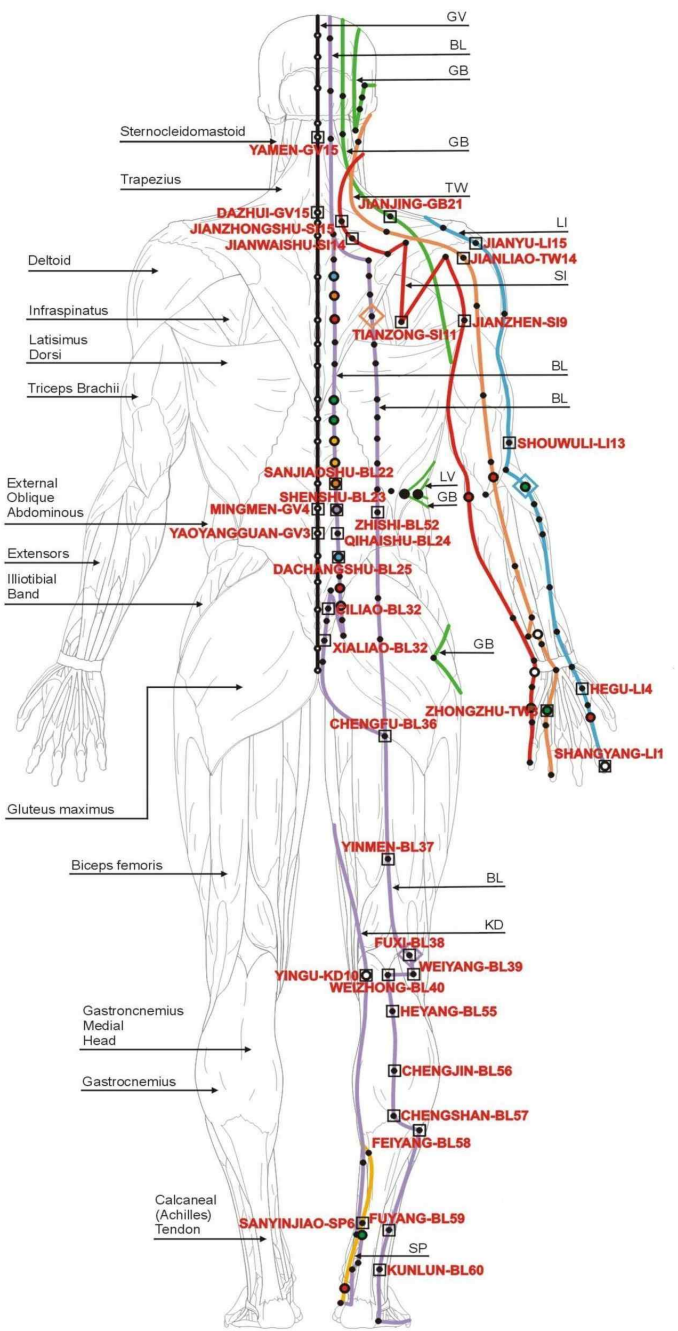 GV
BL
GB
Sternocleidomastoid
YAMEN-GV15
GB
Trapezius
TW
JIANJING-GB21
DAZHUI-GV15
LI
JIANZHONGSHU-SI15
JIANWAISHU-SI14
JIANYU-LI15
JIANLIAO-TW14
Deltoid
SI
Infraspinatus
TIANZONG-SI11
JIANZHEN-SI9
Latisimus
Dorsi
BL
Triceps Brachii
BL
SHOUWULI-LI13
SANJIAOSHU-BL22
LV
External
Oblique
Abdominous
SHENSHU-BL23
GB
MINGMEN-GV4
ZHISHI-BL52
YAOYANGGUAN-GV3
QIHAISHU-BL24
Extensors
DACHANGSHU-BL25
Illiotibial
Band
CILIAO-BL32
XIALIAO-BL32
GB
HEGU-LI4
ZHONGZHU-TW3
CHENGFU-BL36
SHANGYANG-LI1
Gluteus maximus
YINMEN-BL37
Biceps femoris
BL
KD
FUXI-BL38
WEIYANG-BL39
YINGU-KD10
WEIZHONG-BL40
Gastroncnemius
Medial
Head
HEYANG-BL55
CHENGJIN-BL56
Gastrocnemius
CHENGSHAN-BL57
FEIYANG-BL58
Calcaneal
(Achilles)
Tendon
SANYINJIAO-SP6
FUYANG-BL59
SP
KUNLUN-BL60